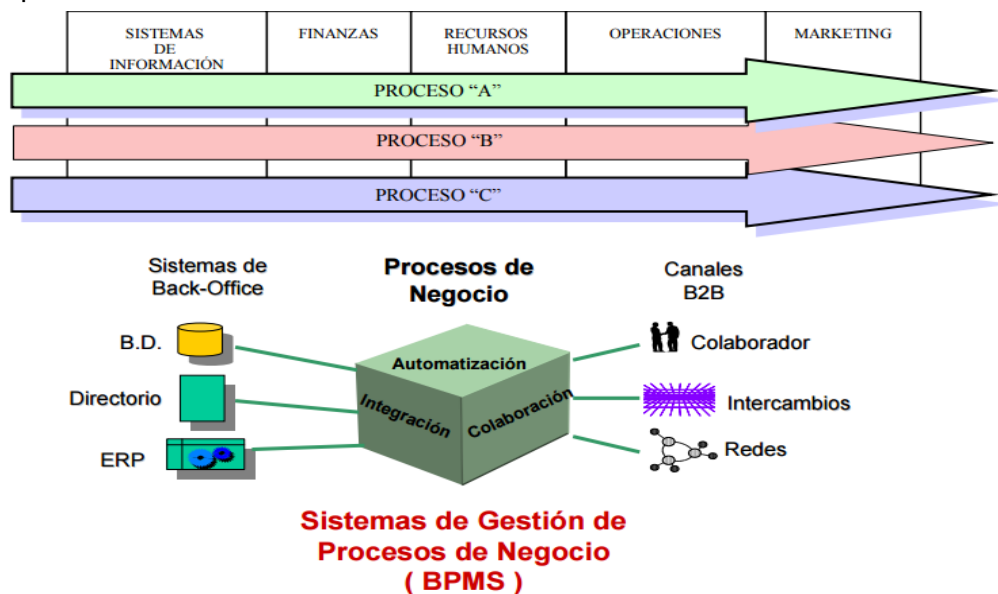 SISTEMAS
DE
INFORMACIÓN
FINANZAS
RECURSOS
HUMANOS
OPERACIONES
MARKETING
PROCESO “A”
PROCESO “B”
PROCESO “C”
Sistemas de
Back-Office
Procesos de
Negocio
Canales
B2B
B.D.
Directorio
ERP
Automatización
Integración
Colaboración
Colaborador
Intercambios
Redes
Sistemas de Gestión de
Procesos de Negocio
( BPMS )